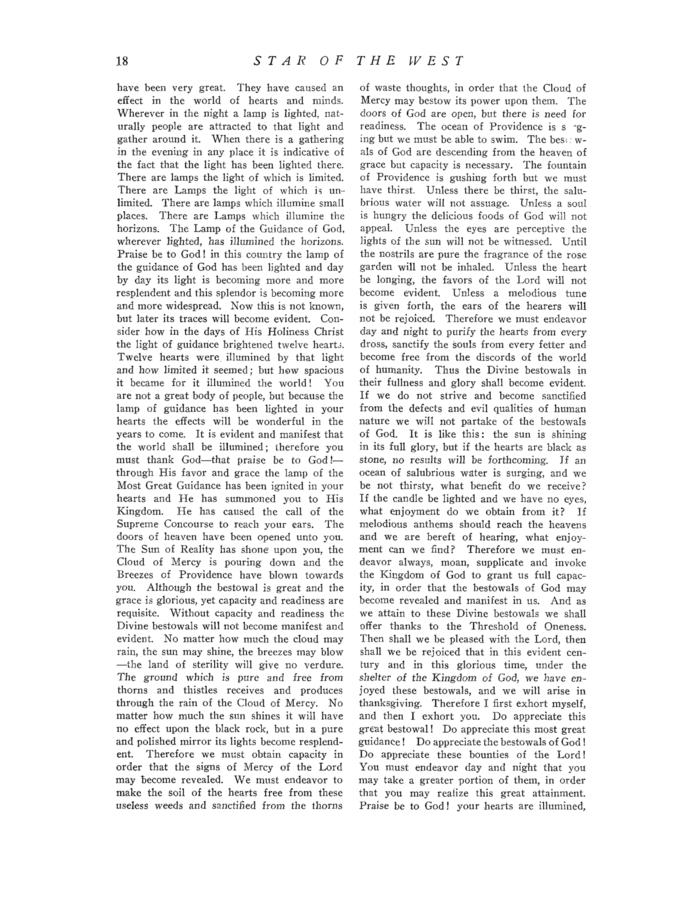 18
STAR OF THE WEST
have been very great. They have caused an
effect in the world of hearts and minds.
Wherever in the night a lamp is lighted, nat-
urally people are attracted to that light and
gather around it. When there is a gathering
in the evening in any place it is indicative of
the fact that the light has been lighted there.
There are lamps the light of which is limited.
There are Lamps the light of which is un-
limited. There are lamps which illumine small
places. There are Lamps which illumine the
horizons. The Lamp of the Guidance of God,
wherever lighted, has illumined the horizons.
Praise be to God! in this country the lamp of
the guidance of God has been lighted and day
by day its light is becoming more and more
resplendent and this splendor is becoming more
and more widespread. Now this is not known,
but later its traces will become evident. Con-
sider how in the days of His Holiness Christ
the light of guidance brightened twelve hearts.
Twelve hearts were illumined by that light
and how limited it seemed; but how spacious
it became for it illumined the world! You
are not a great body of people, but because the
lamp of guidance has been lighted in your
hearts the effects will be wonderful in the
years to come. It is evident and manifest that
the world shall be illumined; therefore you
must thank God—that praise be to God!—
through His favor and grace the lamp of the
Most Great Guidance has been ignited in your
hearts and He has summoned you to His
Kingdom. He has caused the call of the
Supreme Concourse to reach your ears. The
doors of heaven have been opened unto you.
The Sun of Reality has shone upon you, the
Cloud of Mercy is pouring down and the
Breezes of Providence have blown towards
you. Although the bestowal is great and the
grace is glorious, yet capacity and readiness are
requisite. Without capacity and readiness the
Divine bestowals will not become manifest and
evident. No matter how much the cloud may
rain, the sun may shine, the breezes may blow
—the land of sterility will give no verdure.
The ground which is pure and free from
thorns and thistles receives and produces
through the rain of the Cloud of Mercy. No
matter how much the sun shines it will have
no effect upon the black rock, but in a pure
and polished mirror its lights become resplend-
ent. Therefore we must obtain capacity in
order that the signs of Mercy of the Lord
may become revealed. We must endeavor to
make the soil of the hearts free from these
useless weeds and sanctified from the thorns
of waste thoughts, in order that the Cloud of
Mercy may bestow its power upon them. The
doors of God are open, but there is need for
readiness. The ocean of Providence is s g-
ing but we must be able to swim. The bes w-
als of God are descending from the heaven of
grace but capacity is necessary. The fountain
of Providence is gushing forth but we must
have thirst. Unless there be thirst, the salu-
brious water will not assuage. Unless a soul
is hungry the delicious foods of God will not
appeal. Unless the eyes are perceptive the
lights of the sun will not be witnessed. Until
the nostrils are pure the fragrance of the rose
garden will not be inhaled. Unless the heart
be longing, the favors of the Lord will not
become evident. Unless a melodious tune
is given forth, the ears of the hearers will
not be rejoiced. Therefore we must endeavor
day and night to purify the hearts from every
dross, sanctify the souls from every fetter and
become free from the discords of the world
of humanity. Thus the Divine bestowals in
their fullness and glory shall become evident.
If we do not strive and become sanctified
from the defects and evil qualities of human
nature we will not partake of the bestowals
of God. It is like this: the sun is shining
in its full glory, but if the hearts are black as
stone, no results will be forthcoming. If an
ocean of salubrious water is surging, and we
be not thirsty, what benefit do we receive?
If the candle be lighted and we have no eyes,
what enjoyment do we obtain from it? If
melodious anthems should reach the heavens
and we are bereft of hearing, what enjoy-
ment can we find? Therefore we must en-
deavor always, moan, supplicate and invoke
the Kingdom of God to grant us full capac-
ity, in order that the bestowals of God may
become revealed and manifest in us. And as
we attain to these Divine bestowals we shall
offer thanks to the Threshold of Oneness.
Then shall we be pleased with the Lord, then
shall we be rejoiced that in this evident cen-
tury and in this glorious time, under the
shelter of the Kingdom of God, we have en-
joyed these bestowals, and we will arise in
thanksgiving. Therefore I first exhort myself,
and then I exhort you. Do appreciate this
great bestowal! Do appreciate this most great
guidance! Do appreciate the bestowals of God!
Do appreciate these bounties of the Lord!
You must endeavor day and night that you
may take a greater portion of them, in order
that you may realize this great attainment.
Praise be to God! your hearts are illumined,